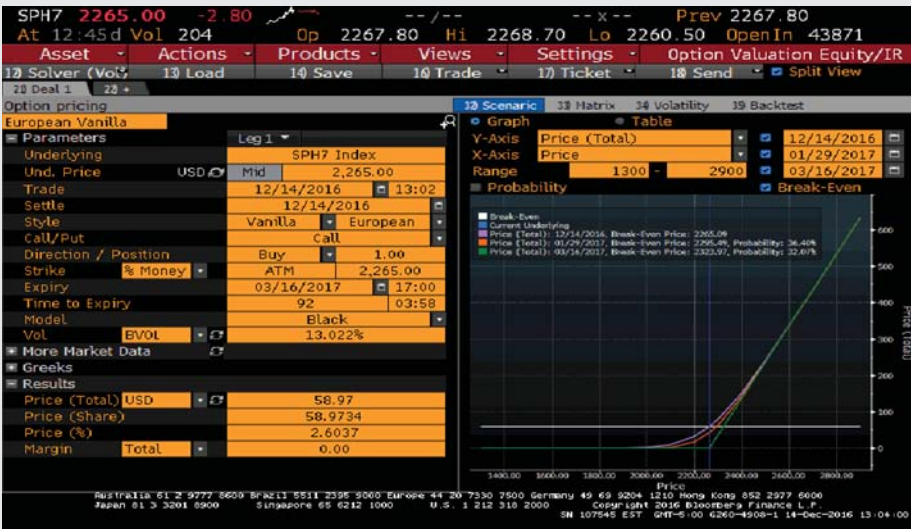 SPH7 2265.00 -2.80 -- / -- -- x -- Prev 2267.80
At 12:45d Vol 204 Op 2267.80 Hi 2268.70 Lo 2260.50 OpenIn 43871
Asset Actions Products Views Settings Option Valuation Equity/IR
12) Solver (Vol) 13) Load 14) Save 16) Trade 17) Ticket 18) Send Split View
21) Deal 1 22) +
Option pricing
European Vanilla
Parameters Leg 1
Underlying SPH7 Index
Und. Price USD Mid 2,265.00
Trade 12/14/2016 13:02
Settle 12/14/2016
Style Vanilla European
Call/Put Call
Direction / Position Buy 1.00
Strike % Money ATM 2,265.00
Expiry 03/16/2017 17:00
Time to Expiry 92 03:58
Model Black
Vol BVOL 13.022%
More Market Data
Greeks
Results
Price (Total) USD 58.97
Price (Share) 58.9734
Price (%) 2.6037
Margin Total 0.00
32) Scenario 33) Matrix 34) Volatility 39) Backtest
Graph Table
Y-Axis Price (Total) 12/14/2016
X-Axis Price 01/29/2017
Range 1300 - 2900 03/16/2017
Probability Break-Even
Break-Even
Current Underlying
Price (Total): 12/14/2016, Break-Even Price: 2265.09
Price (Total): 01/29/2017, Break-Even Price: 2295.49, Probability: 36.40%
Price (Total): 03/16/2017, Break-Even Price: 2323.97, Probability: 32.07%
600
500
400
300
200
100
0
Price (Total)
1400.00 1600.00 1800.00 2000.00 2200.00 2400.00 2600.00 2800.00
Price
Australia 61 2 9777 8600 Brazil 5511 2395 9000 Europe 44 20 7330 7500 Germany 49 69 9204 1210 Hong Kong 852 2977 6000
Japan 81 3 3201 8900 Singapore 65 6212 1000 U.S. 1 212 318 2000 Copyright 2016 Bloomberg Finance L.P.
SN 107545 EST GMT-5:00 G260-4908-1 14-Dec-2016 13:04:00